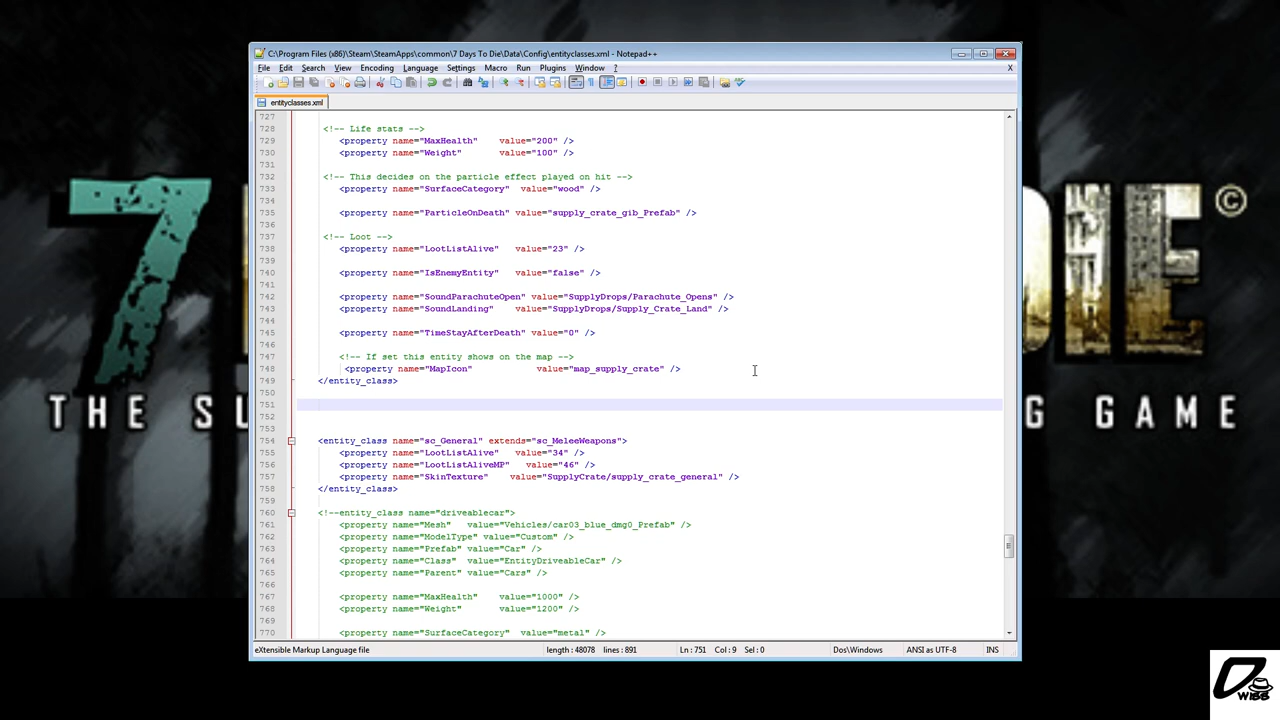 C:\Program Files (x86)\Steam\SteamApps\common\7 Days To Die\Data\Config\entityclasses.xml - Notepad++
File Edit Search View Encoding Language Settings Macro Run Plugins Window ? X
entityclasses.xml
727
728 <!-- Life stats -->
729 <property name="MaxHealth" value="200" />
730 <property name="Weight" value="100" />
731
732 <!-- This decides on the particle effect played on hit -->
733 <property name="SurfaceCategory" value="wood" />
734
735 <property name="ParticleOnDeath" value="supply_crate_gib_Prefab" />
736
737 <!-- Loot -->
738 <property name="LootListAlive" value="23" />
739
740 <property name="IsEnemyEntity" value="false" />
741
742 <property name="SoundParachuteOpen" value="SupplyDrops/Parachute_Opens" />
743 <property name="SoundLanding" value="SupplyDrops/Supply_Crate_Land" />
744
745 <property name="TimeStayAfterDeath" value="0" />
746
747 <!-- If set this entity shows on the map -->
748 <property name="MapIcon" value="map_supply_crate" />
749 </entity_class>
750
751
752
753
754 <entity_class name="sc_General" extends="sc_MeleeWeapons">
755 <property name="LootListAlive" value="34" />
756 <property name="LootListAliveMP" value="46" />
757 <property name="SkinTexture" value="SupplyCrate/supply_crate_general" />
758 </entity_class>
759
760 <!--entity_class name="driveablecar">
761 <property name="Mesh" value="Vehicles/car03_blue_dmg0_Prefab" />
762 <property name="ModelType" value="Custom" />
763 <property name="Prefab" value="Car" />
764 <property name="Class" value="EntityDriveableCar" />
765 <property name="Parent" value="Cars" />
766
767 <property name="MaxHealth" value="1000" />
768 <property name="Weight" value="1200" />
769
770 <property name="SurfaceCategory" value="metal" />
eXtensible Markup Language file length : 48078 lines : 891 Ln : 751 Col : 9 Sel : 0 Dos\Windows ANSI as UTF-8 INS
7 DIE ©
THE SU G GAME
WISS